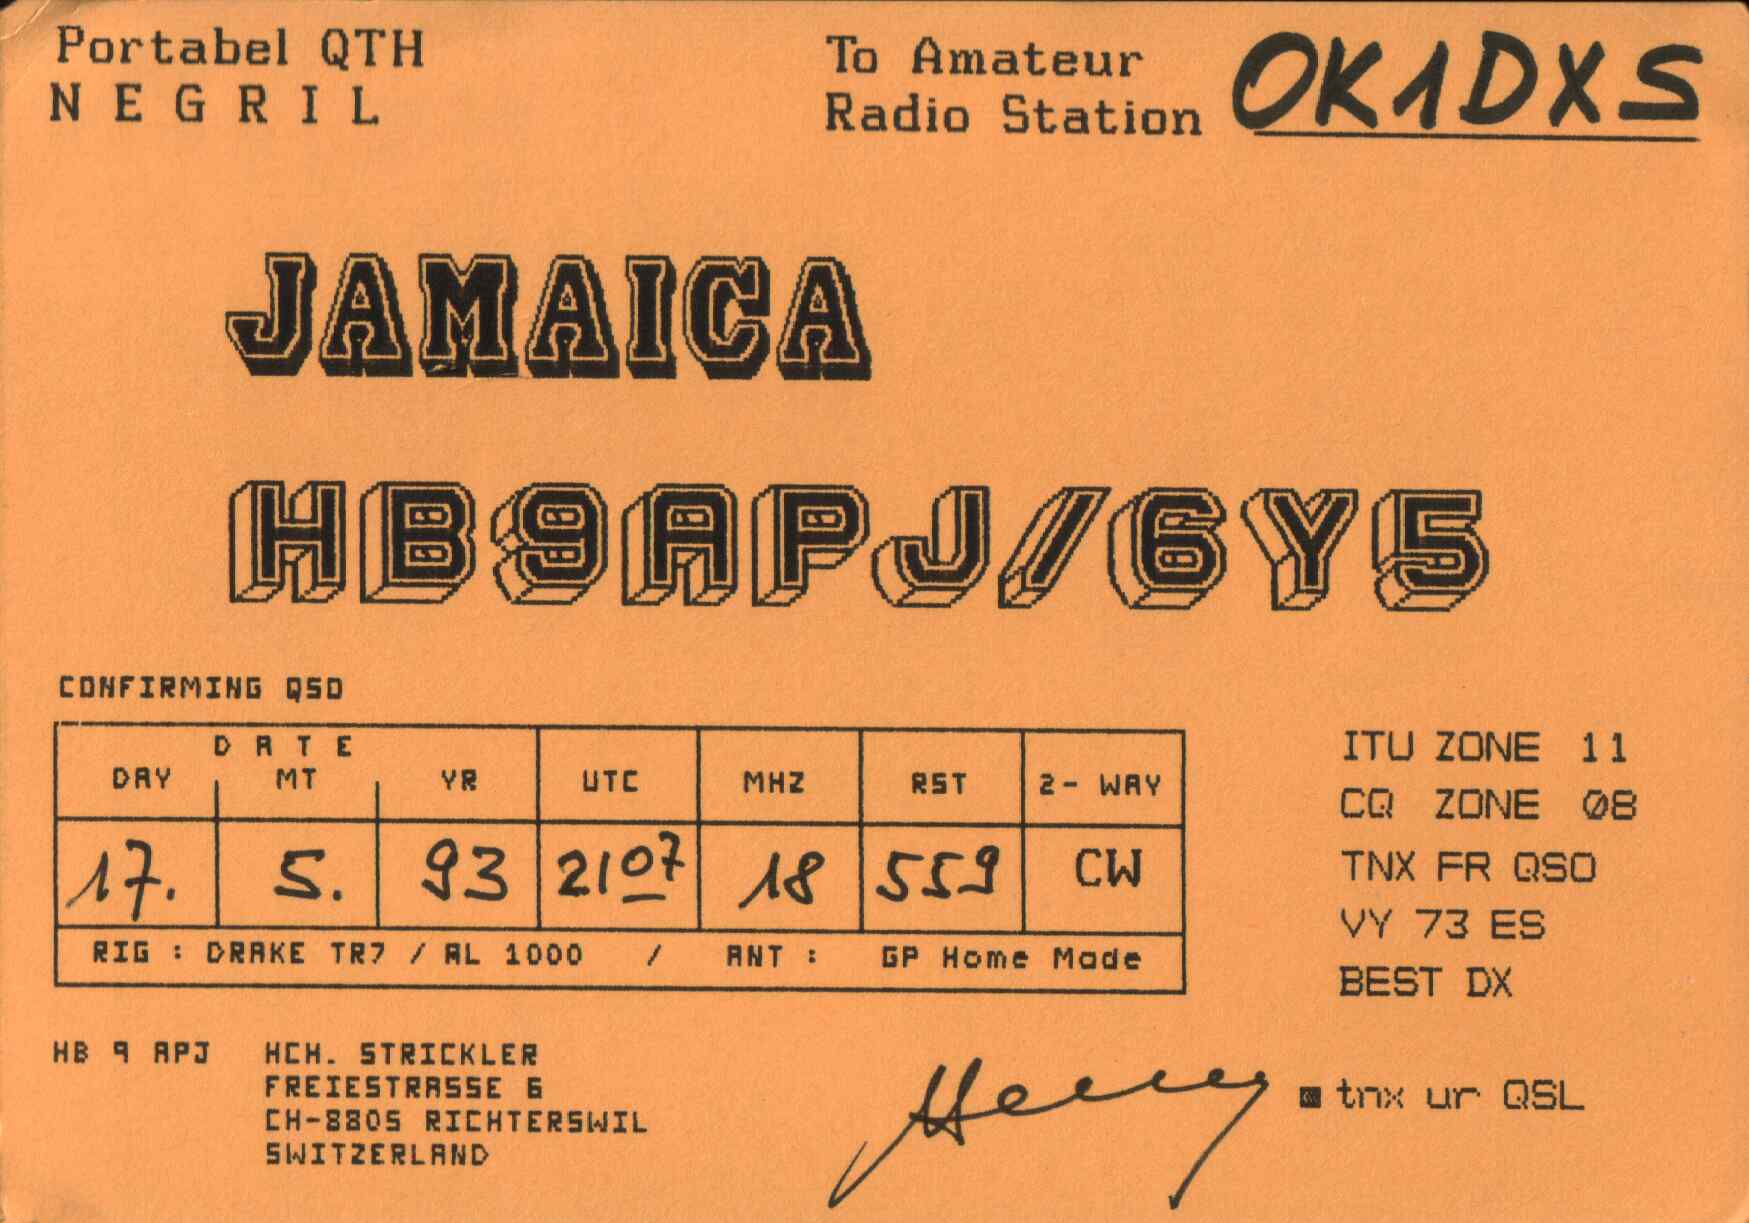 Portabel QTH
NEGRIL
To Amateur
Radio Station OK1DXS
JAMAICA
HB9APJ/6Y5
CONFIRMING QSO
DATE
DAY MT YR UTC MHZ RST 2- WAY
17. 5. 93 2107 18 559 CW
RIG : DRAKE TR7 / AL 1000 / ANT : GP Home Made
ITU ZONE 11
CQ ZONE 08
TNX FR QSO
VY 73 ES
BEST DX
HB 9 APJ HCH. STRICKLER
FREIESTRASSE 6
CH-8805 RICHTERSWIL
SWITZERLAND
tnx ur QSL